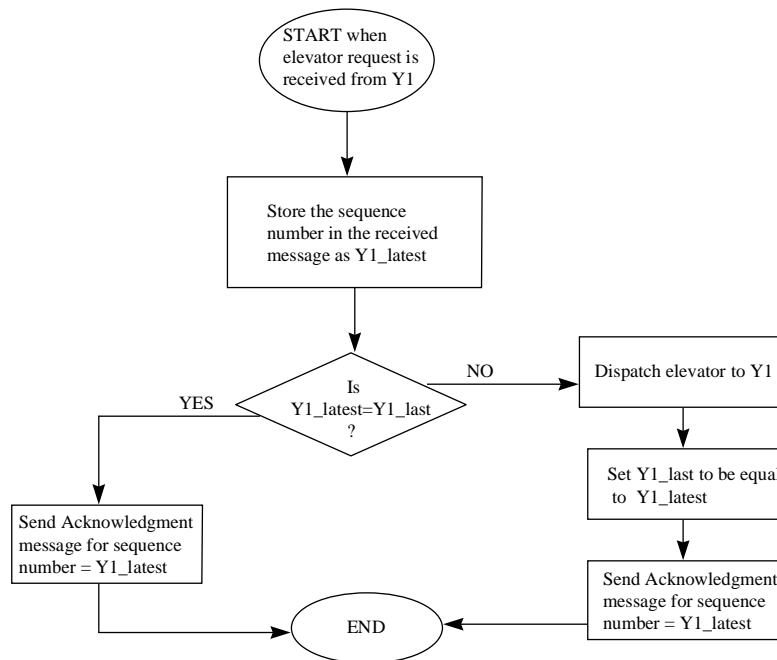 START when
elevator request is
received from Y1
Store the sequence
number in the received
message as Y1_latest
Is
Y1_latest=Y1_last
?
YES
NO
Dispatch elevator to Y1
Set Y1_last to be equal
to Y1_latest
Send Acknowledgment
message for sequence
number = Y1_latest
Send Acknowledgment
message for sequence
number = Y1_latest
END